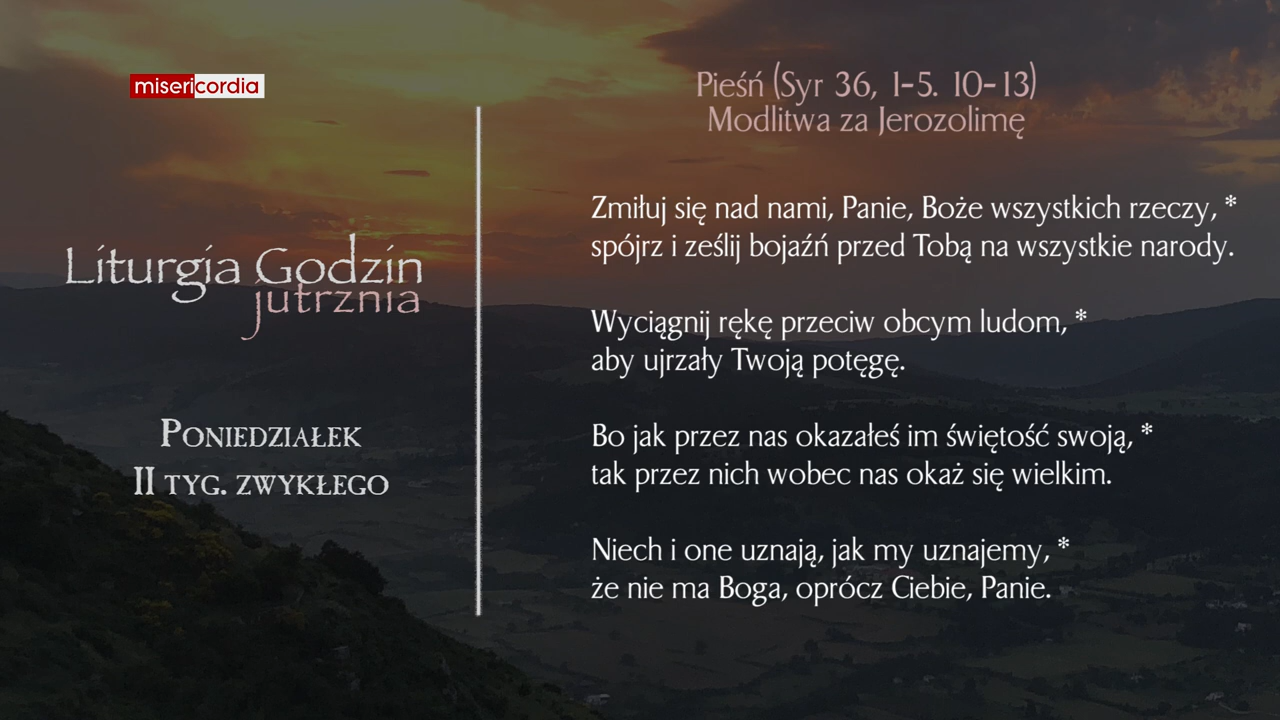 misericordia
Liturgia Godzin
jutrznia
Poniedziałek
II tyg. zwykłego
Pieśń (Syr 36, 1-5. 10-13)
Modlitwa za Jerozolimę
Zmiłuj się nad nami, Panie, Boże wszystkich rzeczy, *
spójrz i ześlij bojaźń przed Tobą na wszystkie narody.
Wyciągnij rękę przeciw obcym ludom, *
aby ujrzały Twoją potęgę.
Bo jak przez nas okazałeś im świętość swoją, *
tak przez nich wobec nas okaż się wielkim.
Niech i one uznają, jak my uznajemy, *
że nie ma Boga, oprócz Ciebie, Panie.